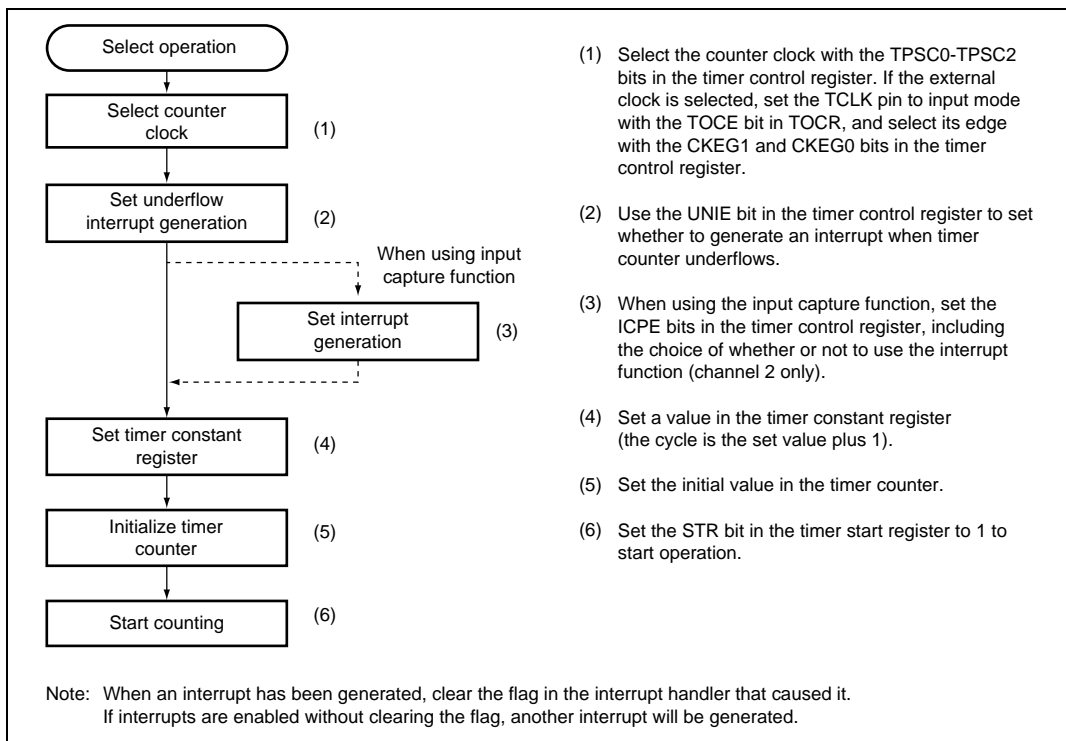 Select operation
Select counter
clock
(1)
Set underflow
interrupt generation
(2)
When using input
capture function
Set interrupt
generation
(3)
Set timer constant
register
(4)
Initialize timer
counter
(5)
Start counting
(6)
(1) Select the counter clock with the TPSC0-TPSC2
bits in the timer control register. If the external
clock is selected, set the TCLK pin to input mode
with the TOCE bit in TOCR, and select its edge
with the CKEG1 and CKEG0 bits in the timer
control register.
(2) Use the UNIE bit in the timer control register to set
whether to generate an interrupt when timer
counter underflows.
(3) When using the input capture function, set the
ICPE bits in the timer control register, including
the choice of whether or not to use the interrupt
function (channel 2 only).
(4) Set a value in the timer constant register
(the cycle is the set value plus 1).
(5) Set the initial value in the timer counter.
(6) Set the STR bit in the timer start register to 1 to
start operation.
Note: When an interrupt has been generated, clear the flag in the interrupt handler that caused it.
If interrupts are enabled without clearing the flag, another interrupt will be generated.